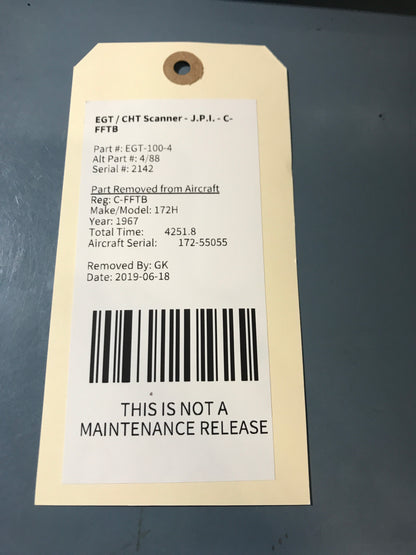 EGT / CHT Scanner - J.P.I. - C-
FFTB
Part #: EGT-100-4
Alt Part #: 4/88
Serial #: 2142
Part Removed from Aircraft
Reg: C-FFTB
Make/Model: 172H
Year: 1967
Total Time: 4251.8
Aircraft Serial: 172-55055
Removed By: GK
Date: 2019-06-18
THIS IS NOT A
MAINTENANCE RELEASE